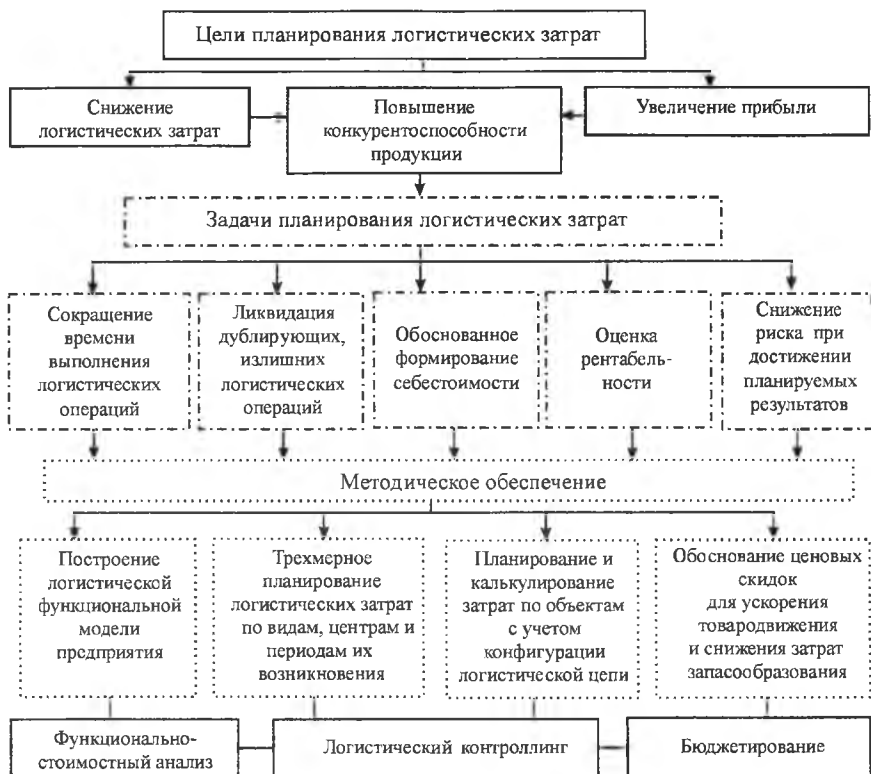 Цели планирования логистических затрат
Снижение
логистических затрат
Повышение
конкурентоспособности
продукции
Увеличение прибыли
Задачи планирования логистических затрат
Сокращение
времени
выполнения
логистических
операций
Ликвидация
дублирующих,
излишних
логистических
операций
Обоснованное
формирование
себестоимости
Оценка
рентабель-
ности
Снижение
риска при
достижении
планируемых
результатов
Методическое обеспечение
Построение
логистической
функциональной
модели
предприятия
Трехмерное
планирование
логистических затрат
по видам, центрам и
периодам их
возникновения
Планирование и
калькулирование
затрат по объектам
с учетом
конфигурации
логистической цепи
Обоснование ценовых
скидок
для ускорения
товародвижения
и снижения затрат
запасообразования
Функционально-
стоимостный анализ
Логистический контроллинг
Бюджетирование